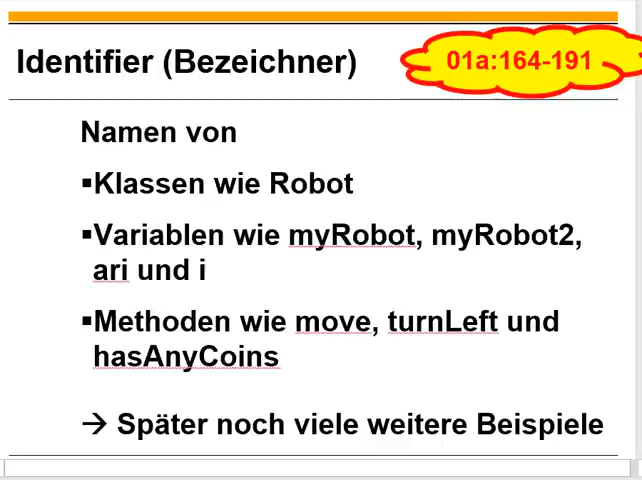 Identifier (Bezeichner)
01a:164-191
Namen von
▪Klassen wie Robot
▪Variablen wie myRobot, myRobot2,
ari und i
▪Methoden wie move, turnLeft und
hasAnyCoins
→ Später noch viele weitere Beispiele